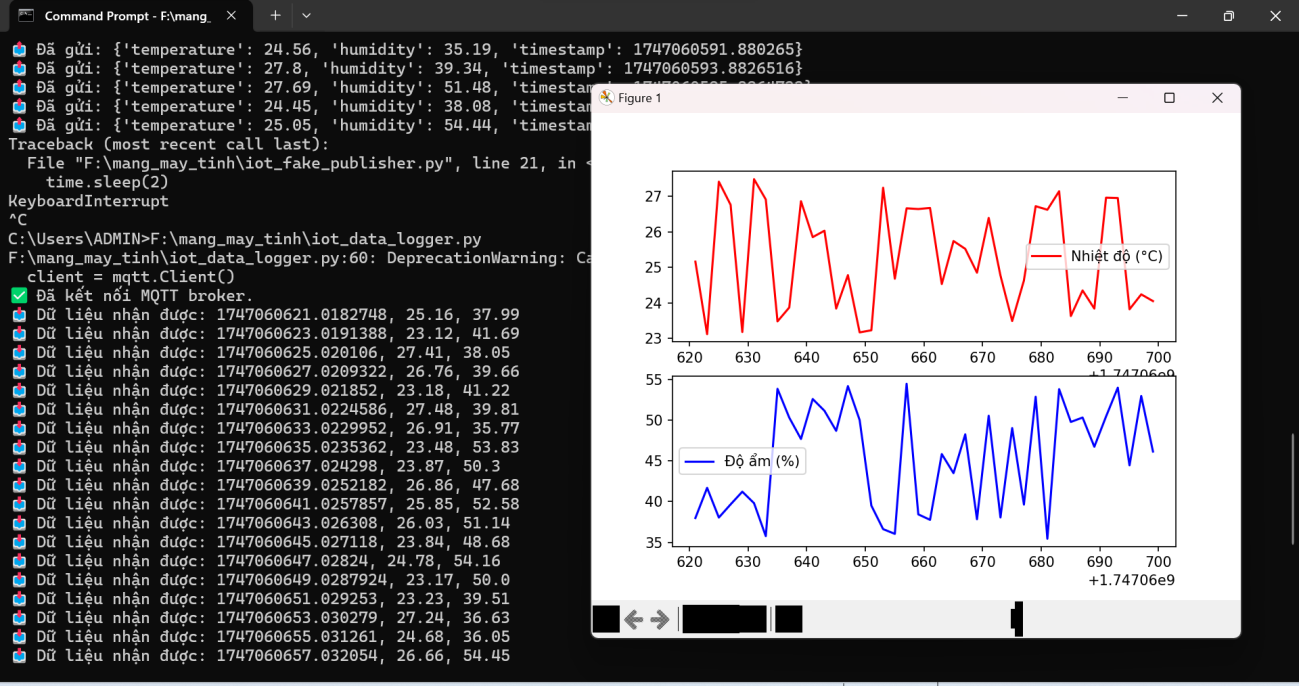 Command Prompt - F:\mang_
Đã gửi: {'temperature': 24.56, 'humidity': 35.19, 'timestamp': 1747060591.880265}
Đã gửi: {'temperature': 27.8, 'humidity': 39.34, 'timestamp': 1747060593.8826516}
Đã gửi: {'temperature': 27.69, 'humidity': 51.48, 'timestam
Đã gửi: {'temperature': 24.45, 'humidity': 38.08, 'timestam
Đã gửi: {'temperature': 25.05, 'humidity': 54.44, 'timestam
Traceback (most recent call last):
File "F:\mang_may_tinh\iot_fake_publisher.py", line 21, in <
time.sleep(2)
KeyboardInterrupt
^C
C:\Users\ADMIN>F:\mang_may_tinh\iot_data_logger.py
F:\mang_may_tinh\iot_data_logger.py:60: DeprecationWarning: Ca
client = mqtt.Client()
Đã kết nối MQTT broker.
Dữ liệu nhận được: 1747060621.0182748, 25.16, 37.99
Dữ liệu nhận được: 1747060623.0191388, 23.12, 41.69
Dữ liệu nhận được: 1747060625.020106, 27.41, 38.05
Dữ liệu nhận được: 1747060627.0209322, 26.76, 39.66
Dữ liệu nhận được: 1747060629.021852, 23.18, 41.22
Dữ liệu nhận được: 1747060631.0224586, 27.48, 39.81
Dữ liệu nhận được: 1747060633.0229952, 26.91, 35.77
Dữ liệu nhận được: 1747060635.0235362, 23.48, 53.83
Dữ liệu nhận được: 1747060637.024298, 23.87, 50.3
Dữ liệu nhận được: 1747060639.0252182, 26.86, 47.68
Dữ liệu nhận được: 1747060641.0257857, 25.85, 52.58
Dữ liệu nhận được: 1747060643.026308, 26.03, 51.14
Dữ liệu nhận được: 1747060645.027118, 23.84, 48.68
Dữ liệu nhận được: 1747060647.02824, 24.78, 54.16
Dữ liệu nhận được: 1747060649.0287924, 23.17, 50.0
Dữ liệu nhận được: 1747060651.029253, 23.23, 39.51
Dữ liệu nhận được: 1747060653.030279, 27.24, 36.63
Dữ liệu nhận được: 1747060655.031261, 24.68, 36.05
Dữ liệu nhận được: 1747060657.032054, 26.66, 54.45
Figure 1
27
26
25
24
23
Nhiệt độ (°C)
620 630 640 650 660 670 680 690 700
+1.74706e9
55
50
45
40
35
Độ ẩm (%)
620 630 640 650 660 670 680 690 700
+1.74706e9